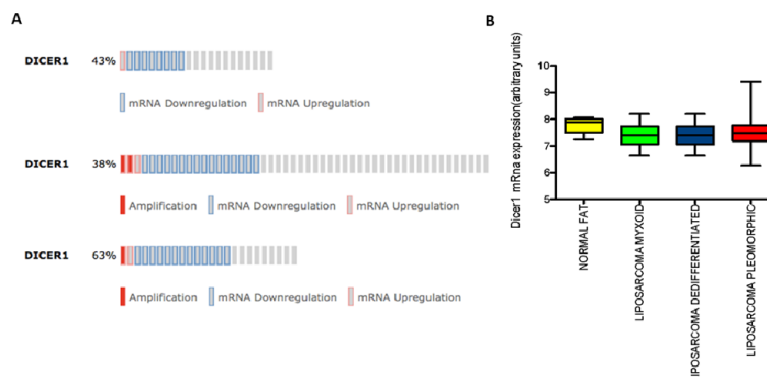 A
DICER1 43%
mRNA Downregulation mRNA Upregulation
DICER1 38%
Amplification mRNA Downregulation mRNA Upregulation
DICER1 63%
Amplification mRNA Downregulation mRNA Upregulation
B
Dicer1 mRna expression(arbitrary units)
10
9
8
7
6
5
NORMAL FAT
LIPOSARCOMA MYXOID
IPOSARCOMA DEDIFFERENTIATED
LIPOSARCOMA PLEOMORPHIC